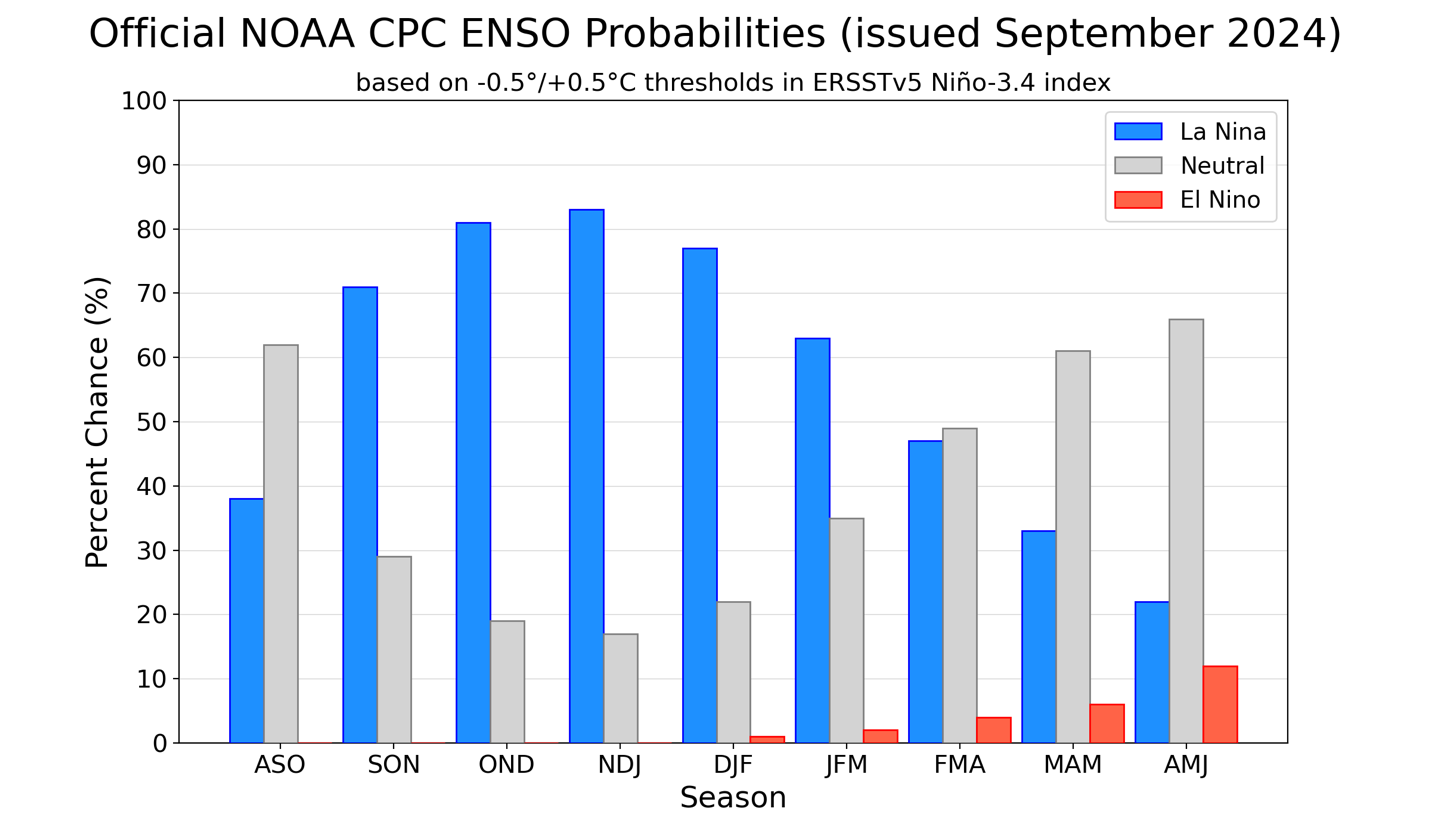 Official NOAA CPC ENSO Probabilities (issued September 2024)
based on -0.5°/+0.5°C thresholds in ERSSTv5 Niño-3.4 index
La Nina
Neutral
El Nino
Percent Chance (%)
100
90
80
70
60
50
40
30
20
10
0
ASO SON OND NDJ DJF JFM FMA MAM AMJ
Season